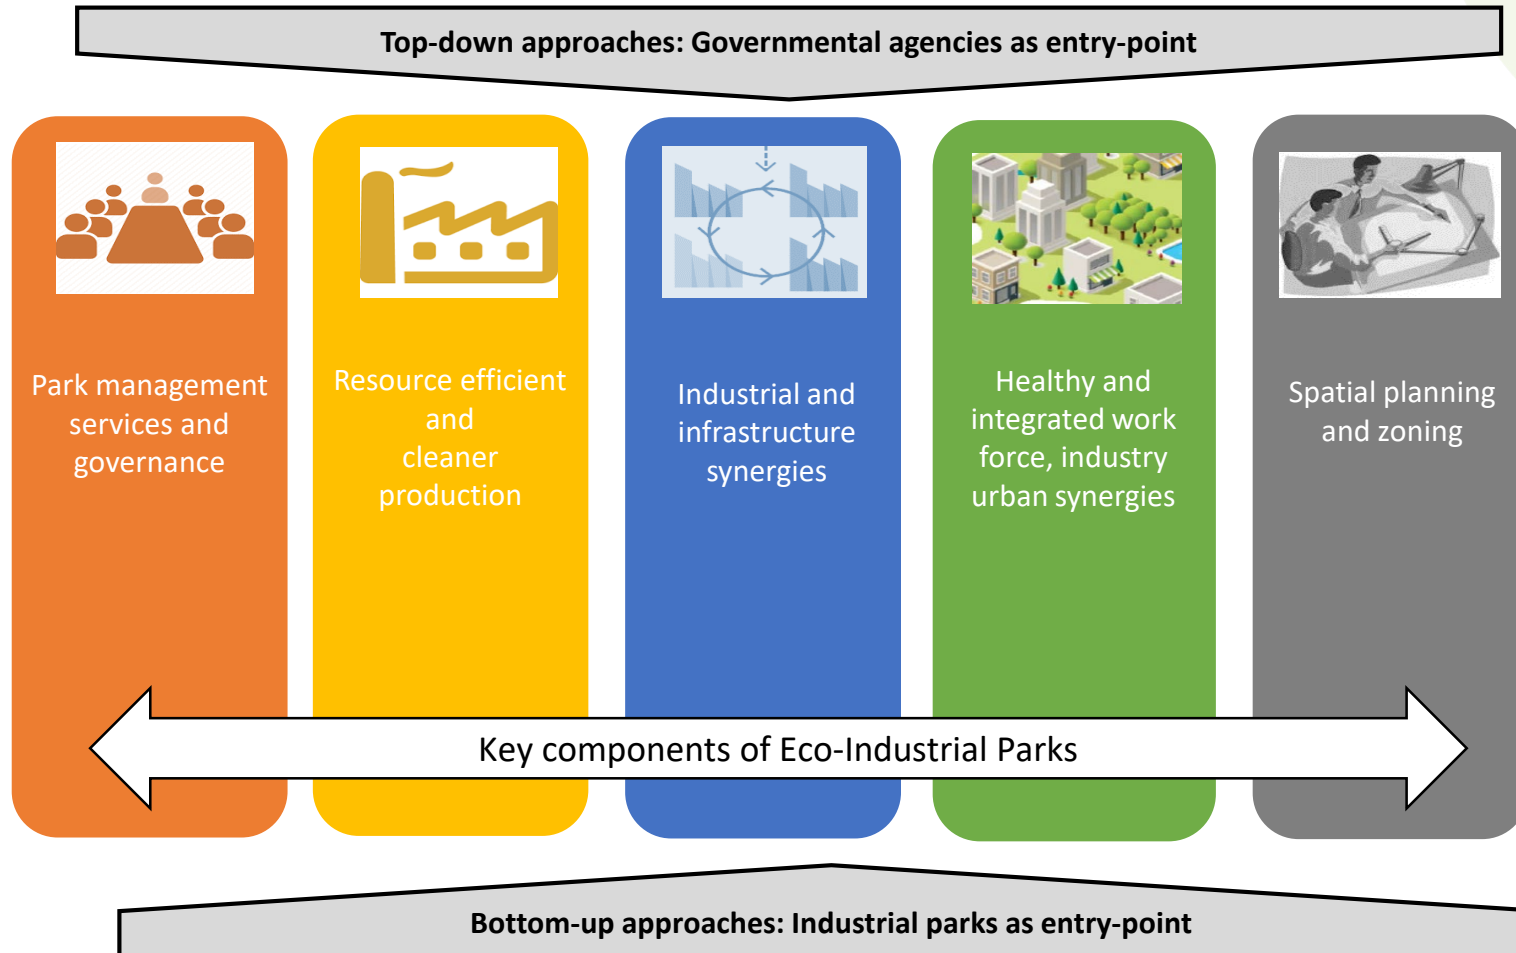 Top-down approaches: Governmental agencies as entry-point
Park management
services and
governance
Resource efficient
and
cleaner
production
Industrial and
infrastructure
synergies
Healthy and
integrated work
force, industry
urban synergies
Spatial planning
and zoning
Key components of Eco-Industrial Parks
Bottom-up approaches: Industrial parks as entry-point